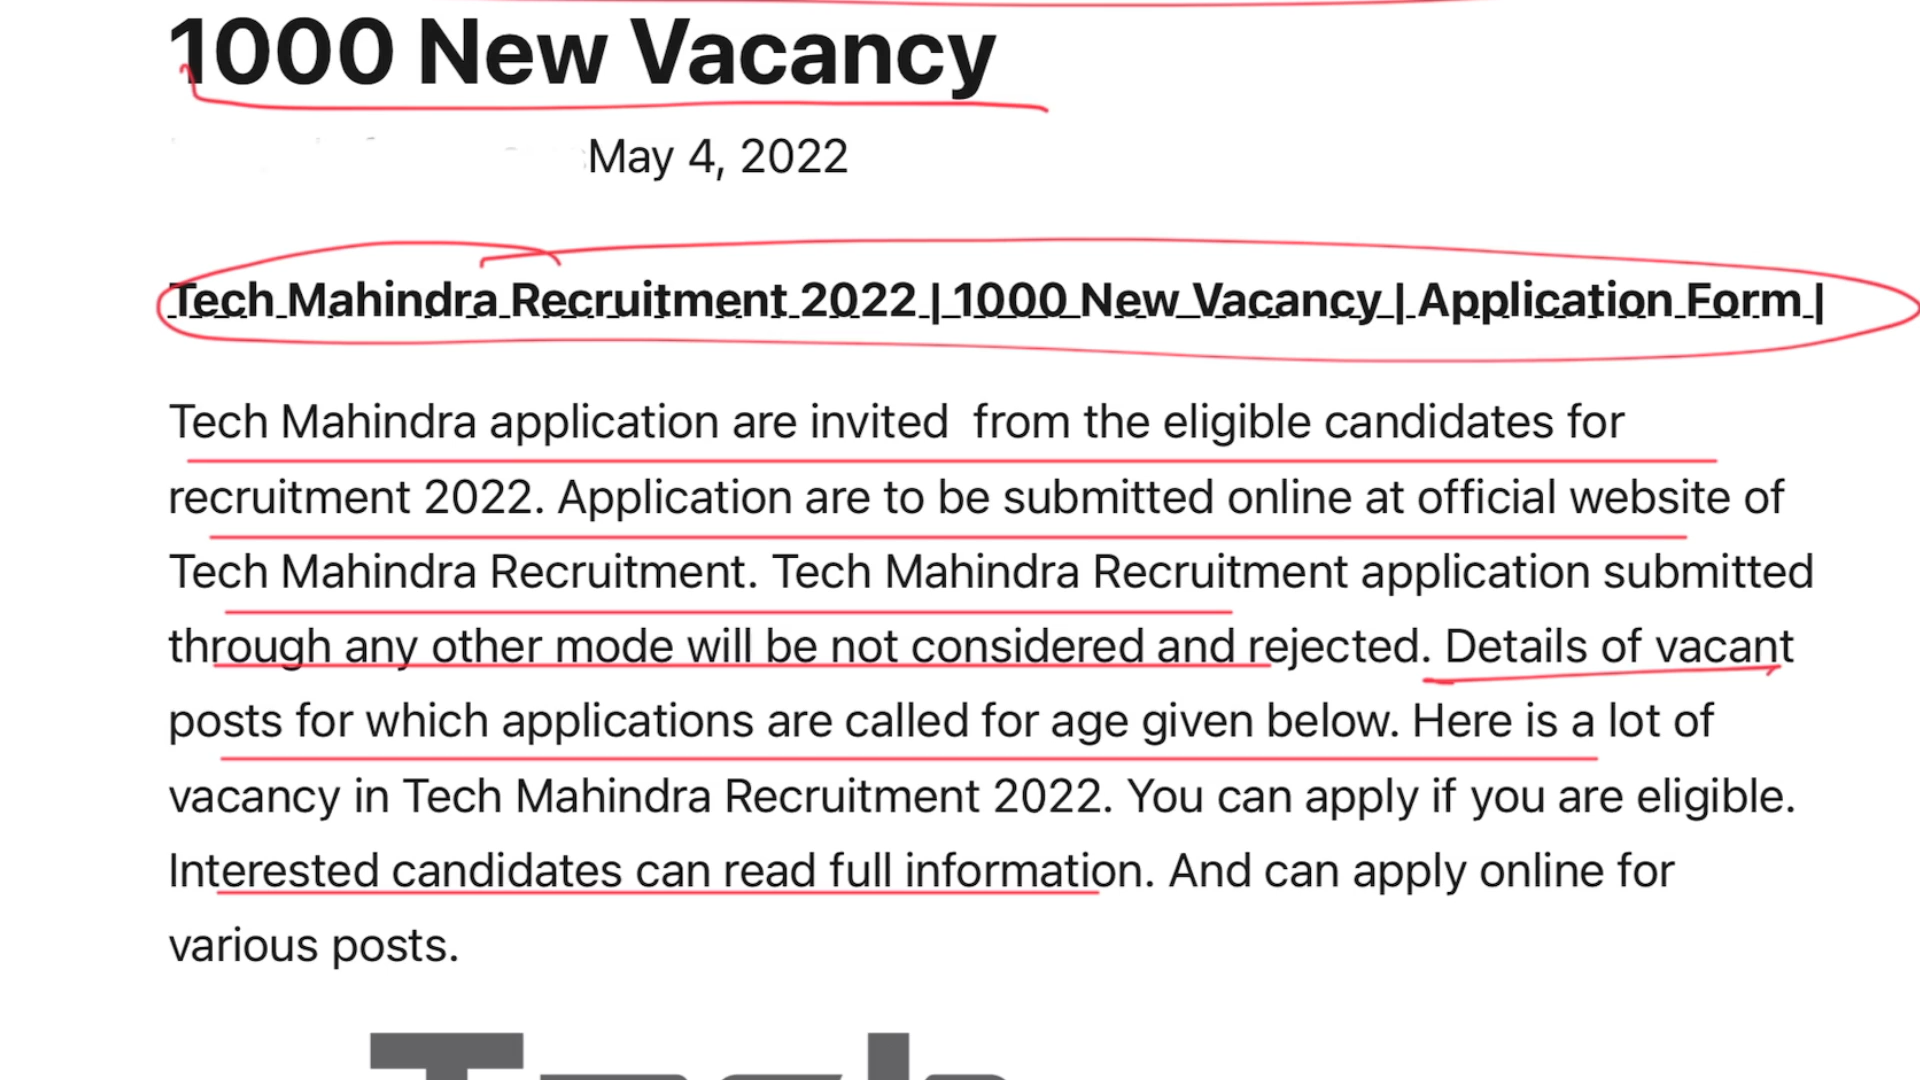 1000 New Vacancy
May 4, 2022
Tech Mahindra Recruitment 2022 | 1000 New Vacancy | Application Form |
Tech Mahindra application are invited  from the eligible candidates for
recruitment 2022. Application are to be submitted online at official website of
Tech Mahindra Recruitment. Tech Mahindra Recruitment application submitted
through any other mode will be not considered and rejected. Details of vacant
posts for which applications are called for age given below. Here is a lot of
vacancy in Tech Mahindra Recruitment 2022. You can apply if you are eligible.
Interested candidates can read full information. And can apply online for
various posts.